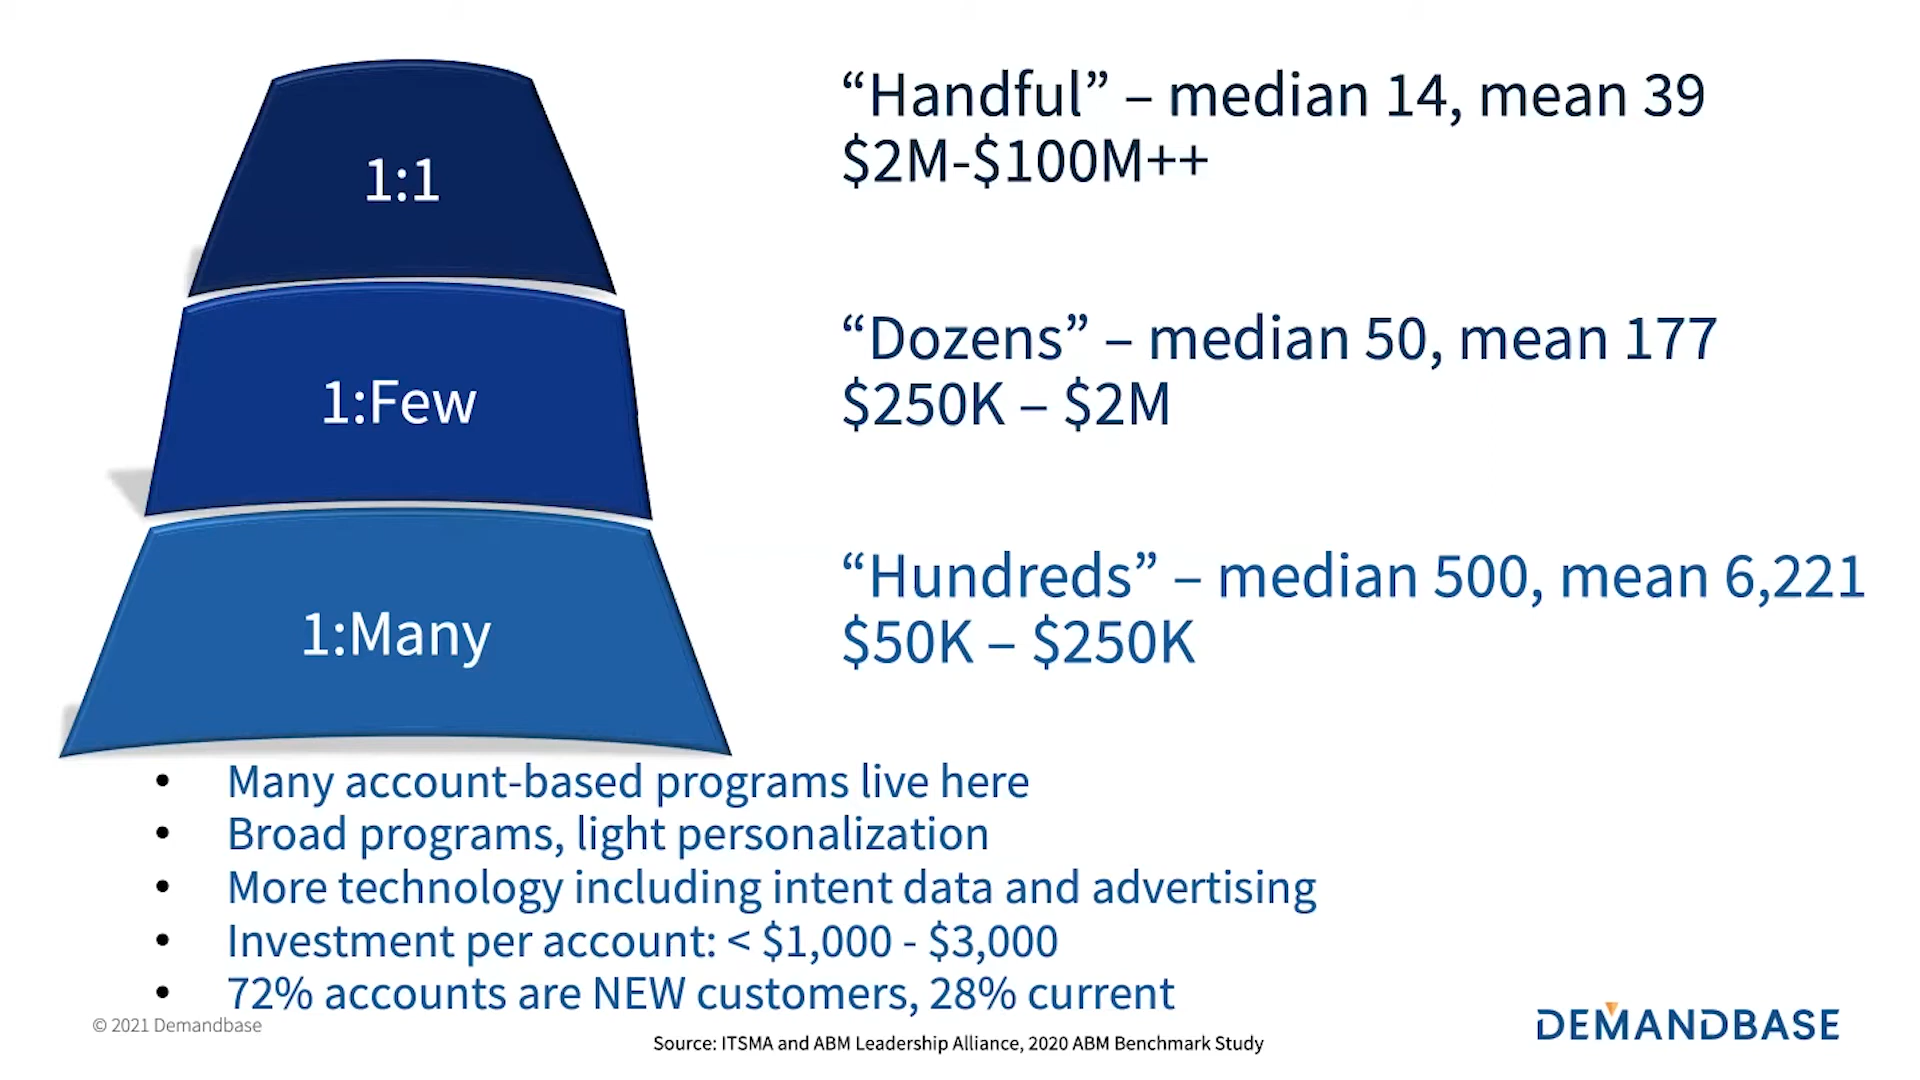 1:1
“Handful” – median 14, mean 39
$2M-$100M++
1:Few
“Dozens” – median 50, mean 177
$250K – $2M
1:Many
“Hundreds” – median 500, mean 6,221
$50K – $250K
• Many account-based programs live here
• Broad programs, light personalization
• More technology including intent data and advertising
• Investment per account: < $1,000 - $3,000
• 72% accounts are NEW customers, 28% current
© 2021 Demandbase
Source: ITSMA and ABM Leadership Alliance, 2020 ABM Benchmark Study
DEMANDBASE